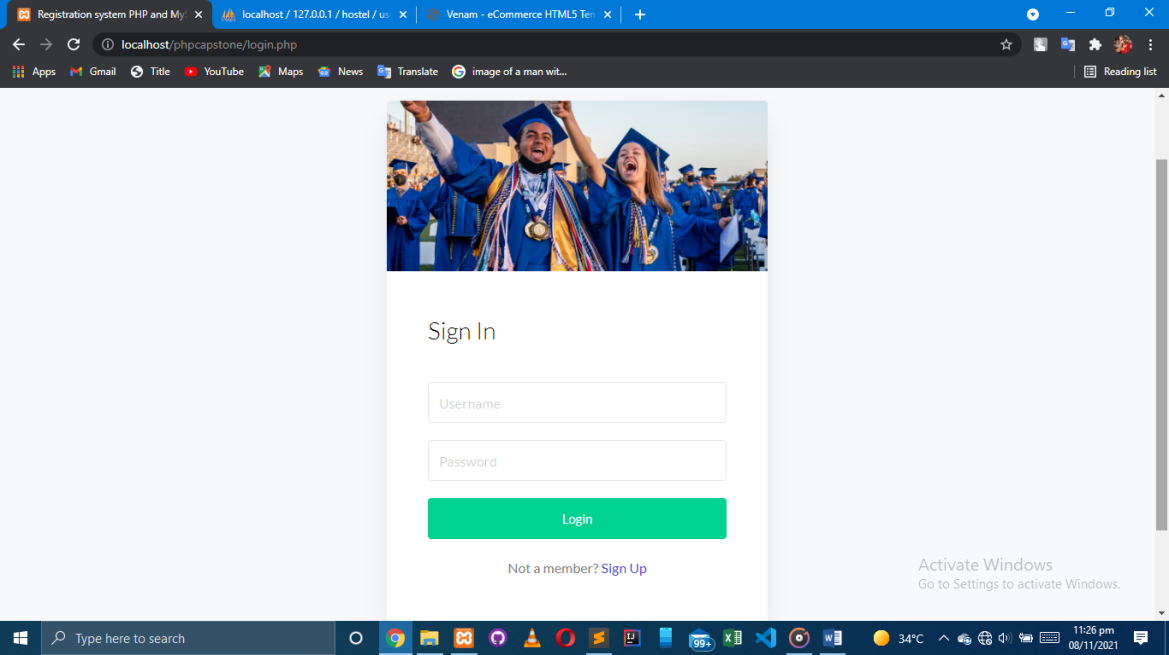 Registration system PHP and MyS
localhost / 127.0.0.1 / hostel / us
Venam - eCommerce HTML5 Ten
localhost/phpcapstone/login.php
Apps
Gmail
Title
YouTube
Maps
News
Translate
image of a man wit...
Reading list
Sign In
Username
Password
Login
Not a member? Sign Up
Activate Windows
Go to Settings to activate Windows.
Type here to search
99+
34°C
11:26 pm
08/11/2021